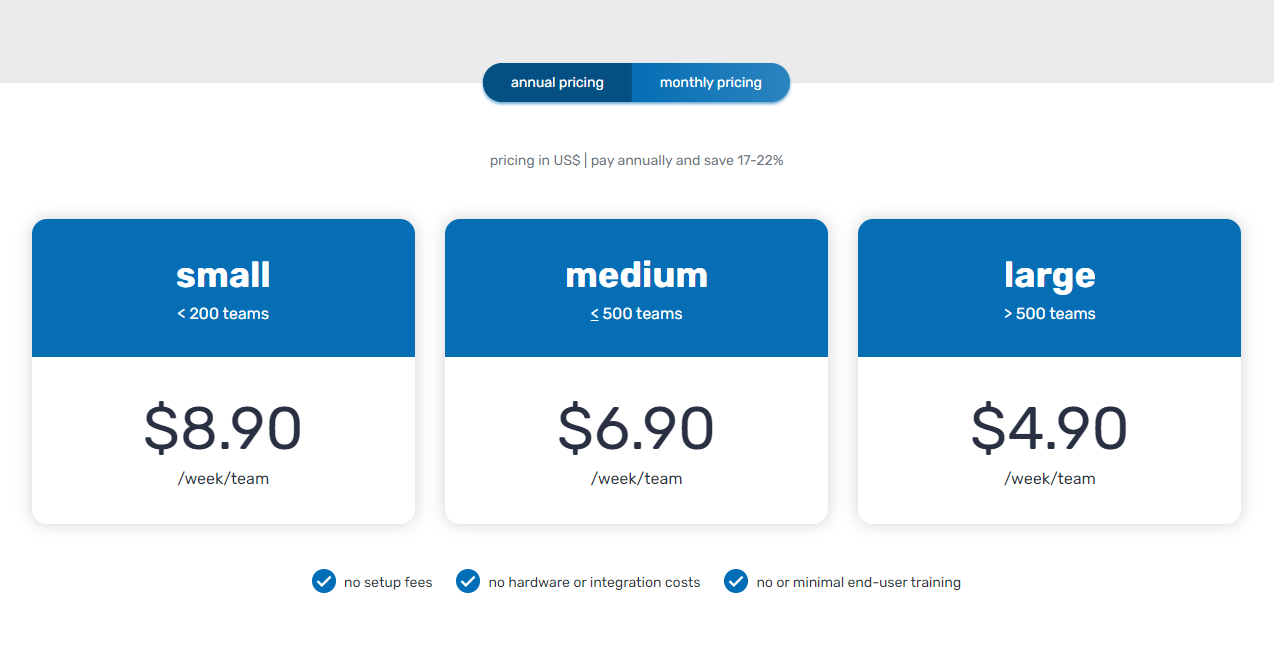 annual pricing monthly pricing
pricing in US$ | pay annually and save 17-22%
small
< 200 teams
$8.90
/week/team
medium
≤ 500 teams
$6.90
/week/team
large
> 500 teams
$4.90
/week/team
no setup fees no hardware or integration costs no or minimal end-user training